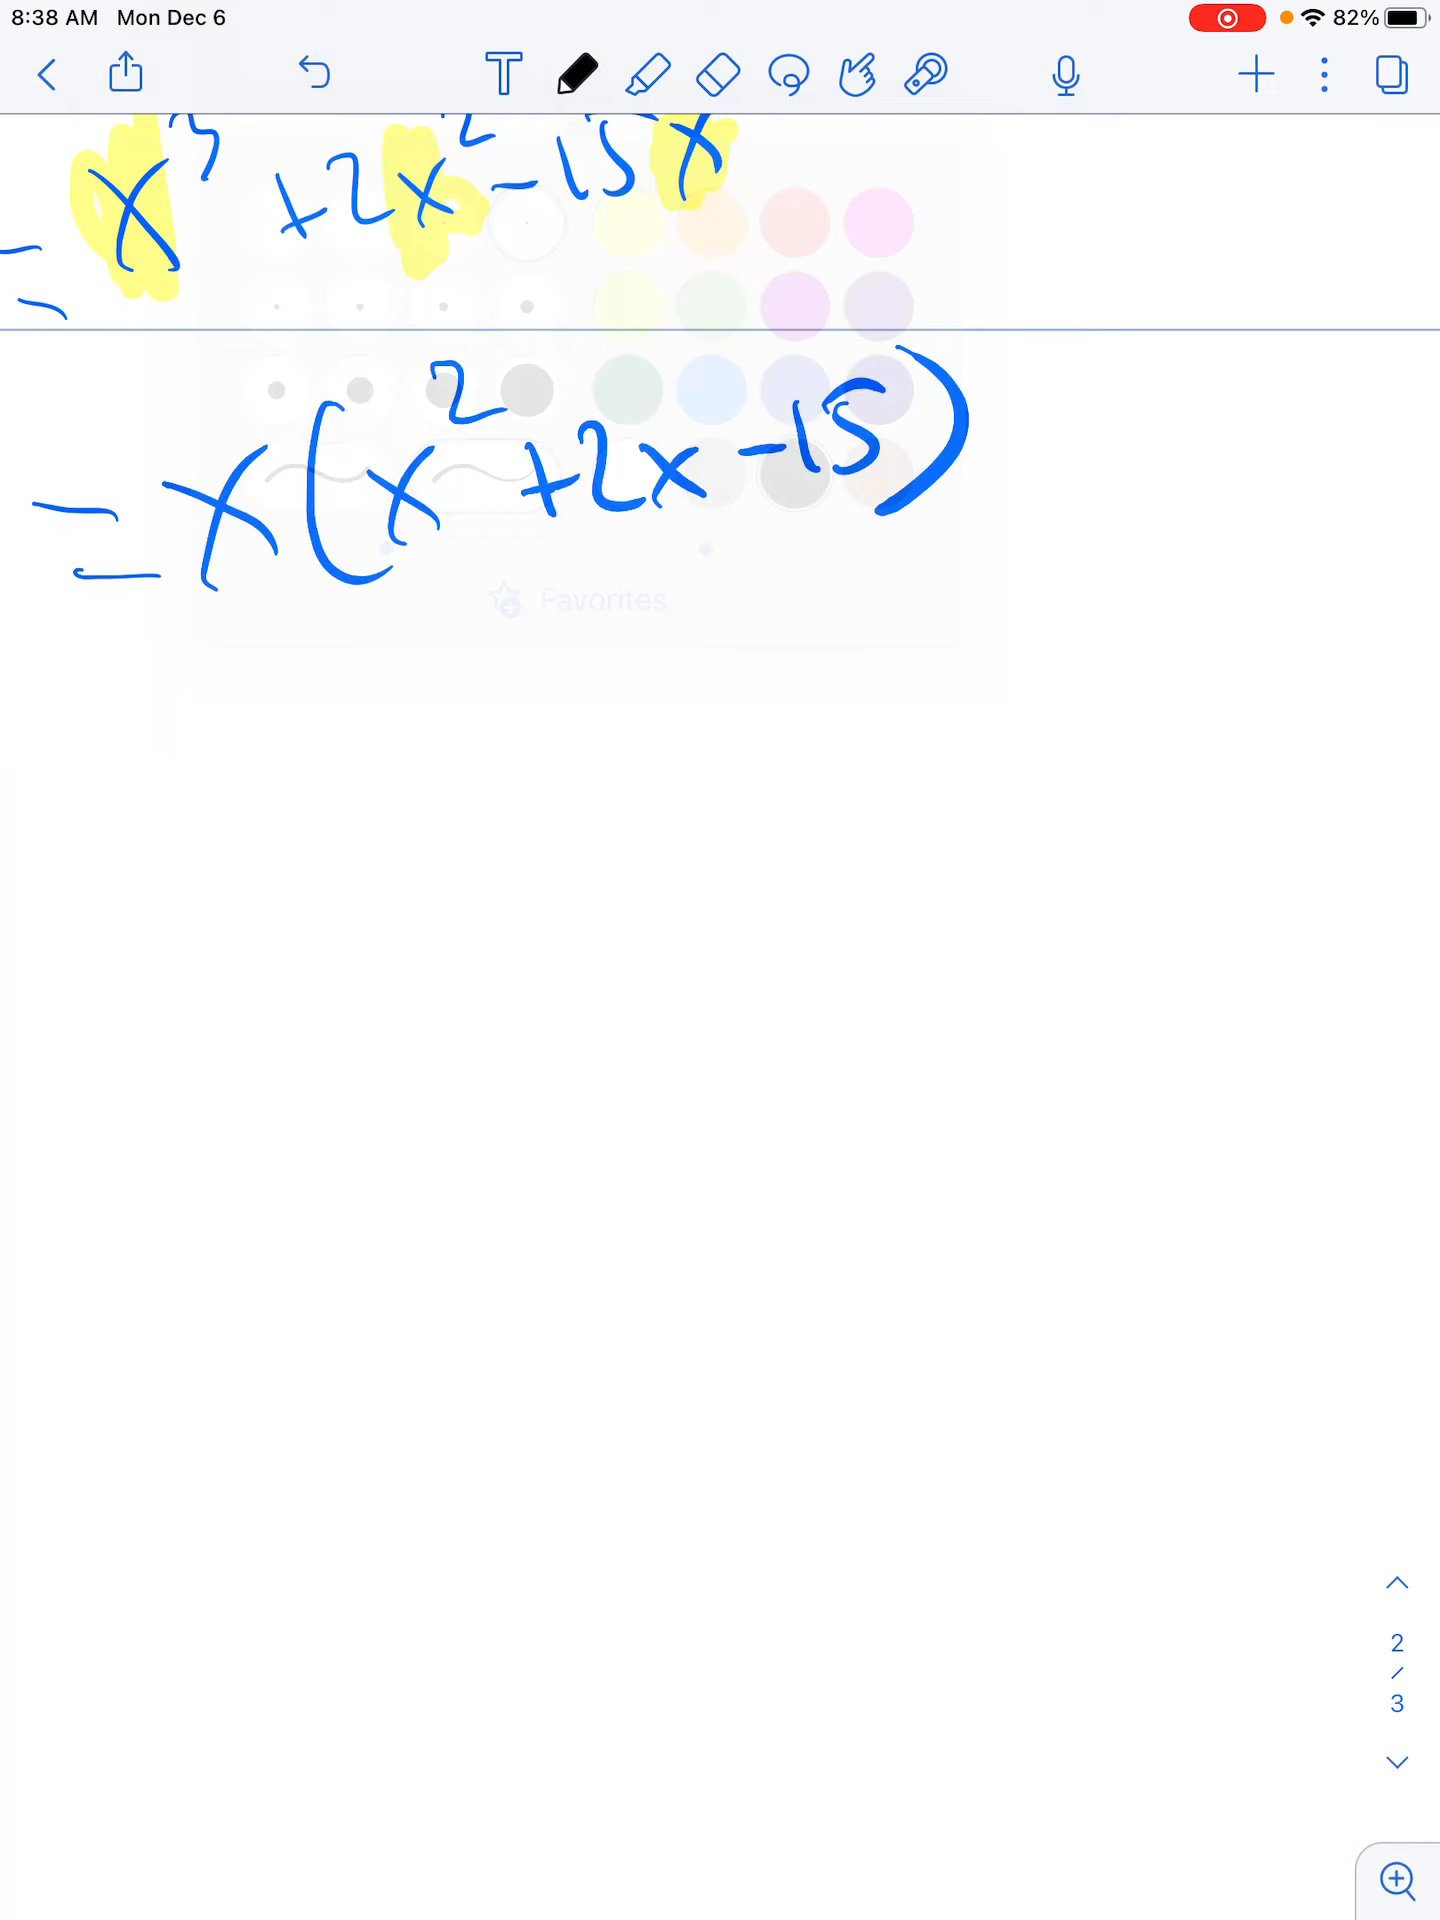 8:38 AM Mon Dec 6 82%
T
= x³ +2x² -15x
= x(x² +2x -15)
Favorites
2
/
3